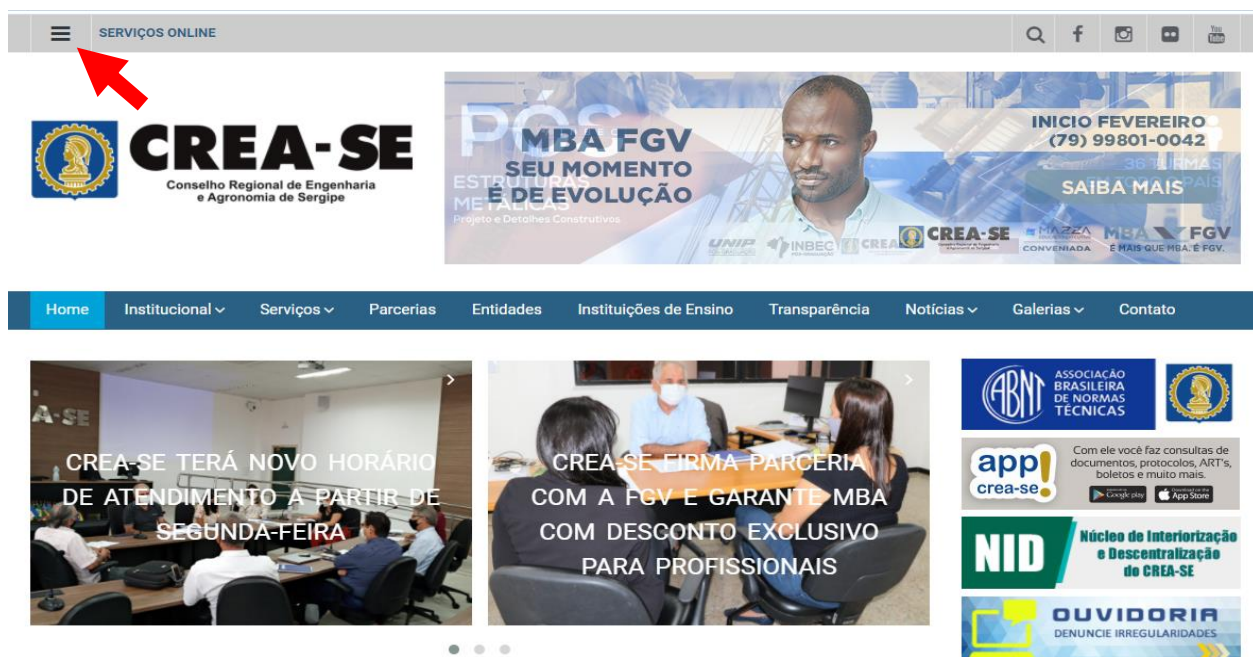 SERVIÇOS ONLINE
You
Tube
CREA-SE
Conselho Regional de Engenharia
e Agronomia de Sergipe
PÓS
ESTRUTURAS
METÁLICAS
Projeto e Detalhes Construtivos
MBA FGV
SEU MOMENTO
É DE EVOLUÇÃO
INICIO FEVEREIRO
(79) 99801-0042
36 TURMAS
SAIBA MAIS
UNIP
INBEC
CREA
CREA-SE
MAZZA
CONVENIADA
MBA FGV
É MAIS QUE MBA. É FGV.
Home
Institucional
Serviços
Parcerias
Entidades
Instituições de Ensino
Transparência
Notícias
Galerias
Contato
A-SE
CREA-SE TERÁ NOVO HORÁRIO
DE ATENDIMENTO A PARTIR DE
SEGUNDA-FEIRA
CREA-SE FIRMA PARCERIA
COM A FGV E GARANTE MBA
COM DESCONTO EXCLUSIVO
PARA PROFISSIONAIS
ABNT
ASSOCIAÇÃO
BRASILEIRA
DE NORMAS
TÉCNICAS
app!
crea-se
Com ele você faz consultas de
documentos, protocolos, ART's,
boletos e muito mais.
Google play
App Store
NID
Núcleo de Interiorização
e Descentralização
do CREA-SE
OUVIDORIA
DENUNCIE IRREGULARIDADES